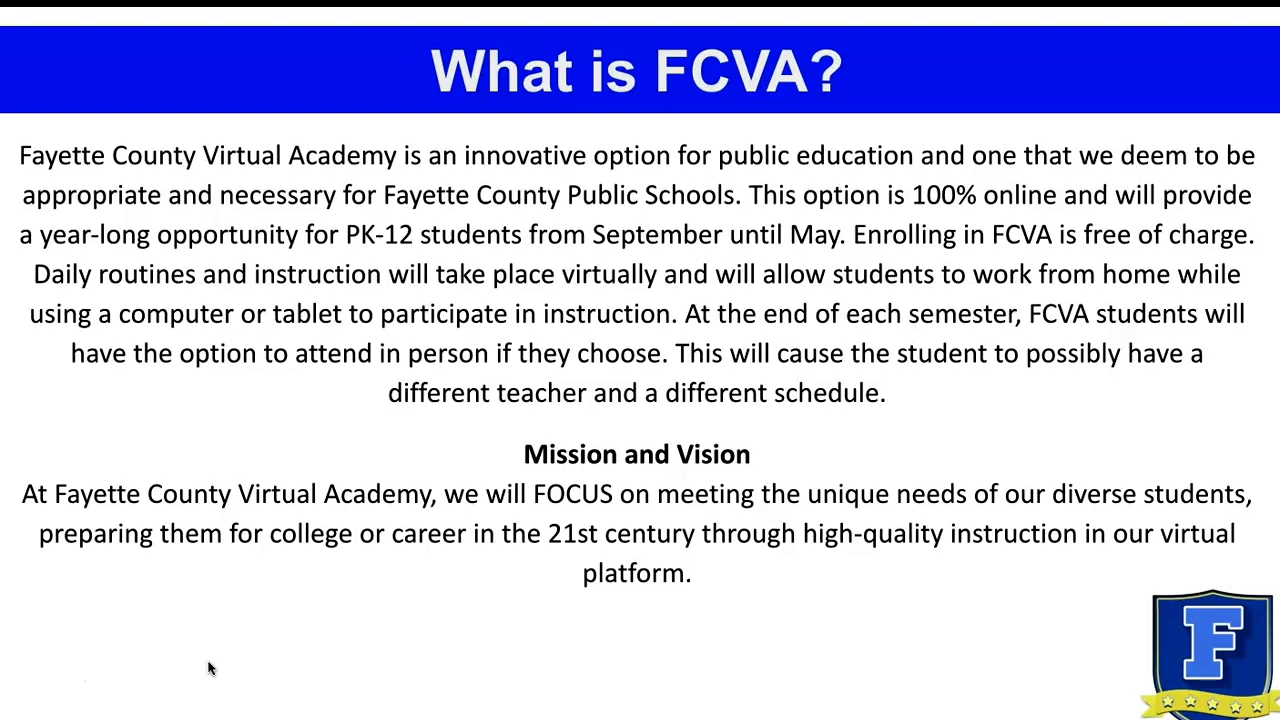 What is FCVA?
Fayette County Virtual Academy is an innovative option for public education and one that we deem to be
appropriate and necessary for Fayette County Public Schools. This option is 100% online and will provide
a year-long opportunity for PK-12 students from September until May. Enrolling in FCVA is free of charge.
Daily routines and instruction will take place virtually and will allow students to work from home while
using a computer or tablet to participate in instruction. At the end of each semester, FCVA students will
have the option to attend in person if they choose. This will cause the student to possibly have a
different teacher and a different schedule.
Mission and Vision
At Fayette County Virtual Academy, we will FOCUS on meeting the unique needs of our diverse students,
preparing them for college or career in the 21st century through high-quality instruction in our virtual
platform.
F